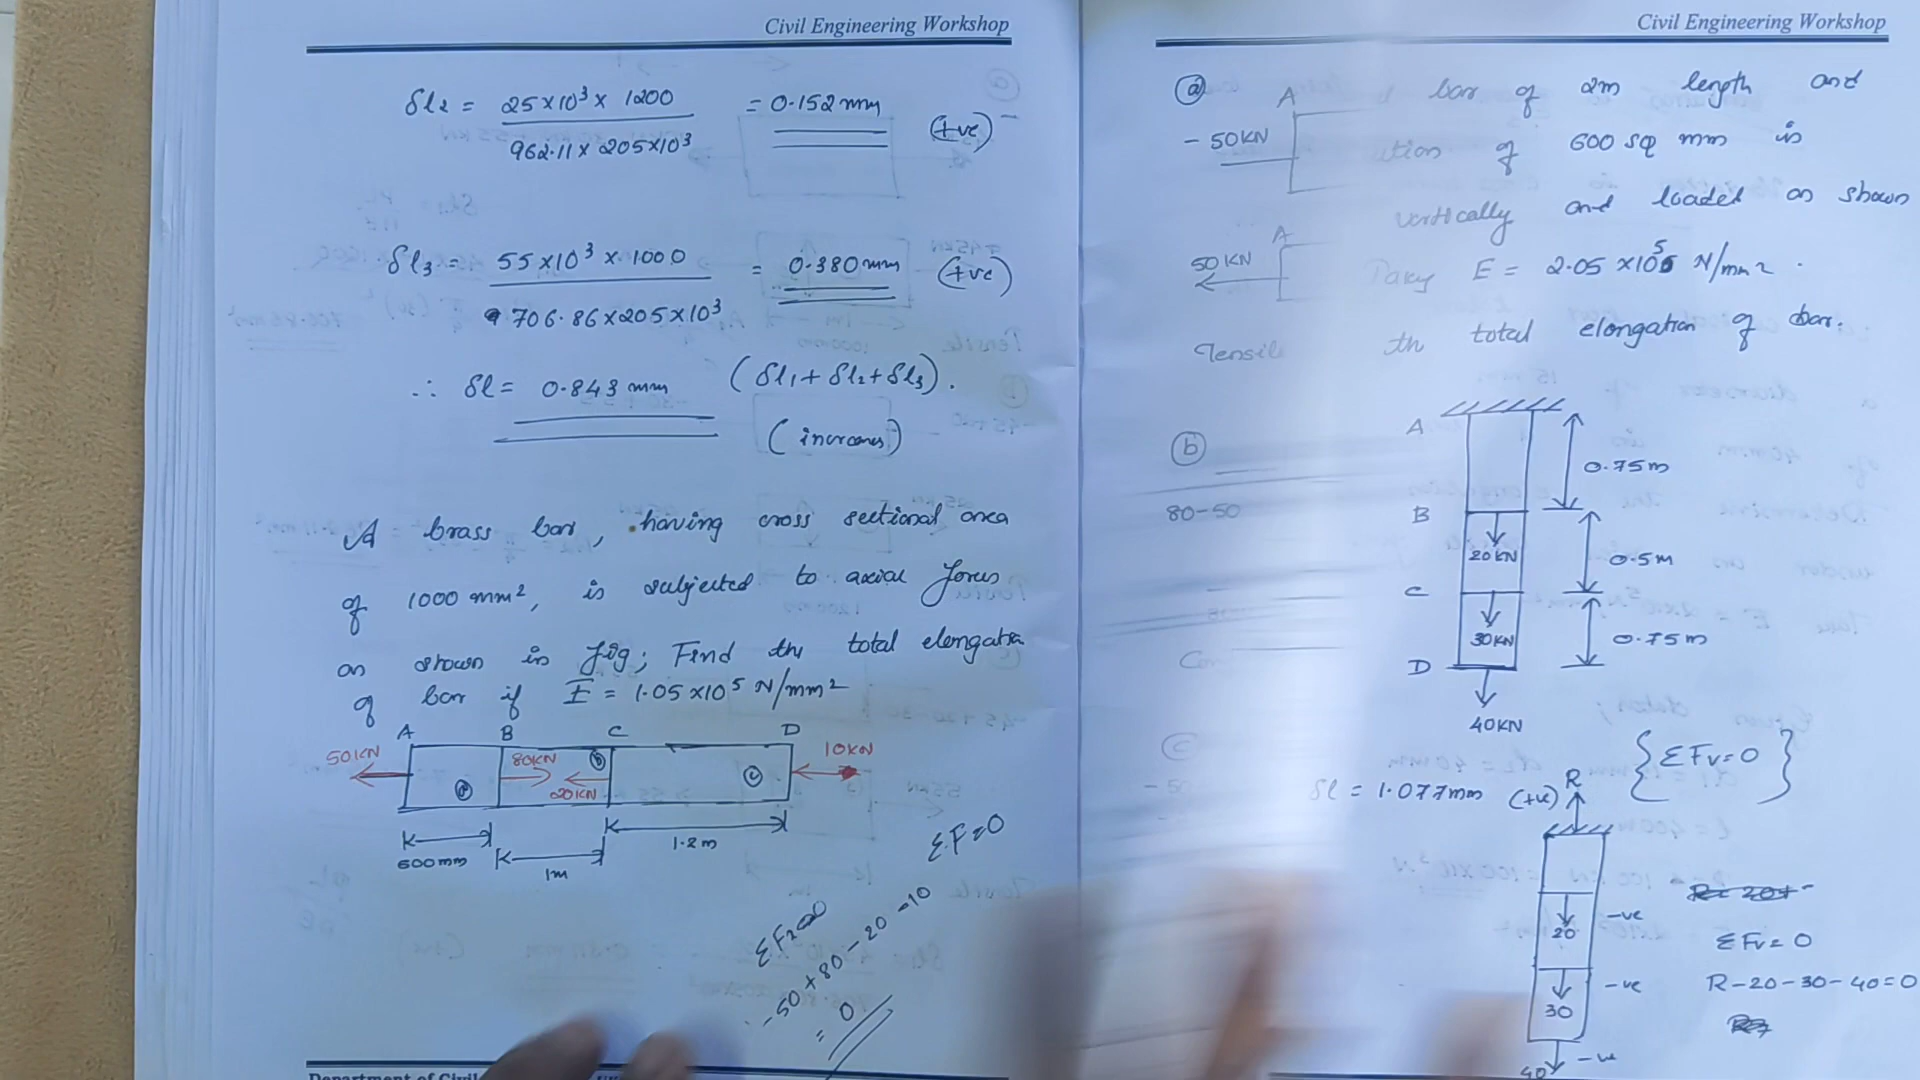 Civil Engineering Workshop
δl₂ = 25×10³ × 1200 / 962.11 × 205×10³ = 0.152 mm (+ve)
δl₃ = 55×10³ × 1000 / 706.86×205×10³ = 0.380 mm (+ve)
∴ δl = 0.843 mm (δl₁ + δl₂ + δl₃).
(increases)
A brass bar, having cross sectional area
of 1000 mm², is subjected to axial forces
as shown in fig; Find the total elongation
of bar if E = 1.05 ×10⁵ N/mm²
A B C D
50KN 80KN b 10KN
a 20KN c
600mm 1m 1.2m
ΣF=0
ΣF=0
-50+80-20-10
= 0
Civil Engineering Workshop
a A bar of 2m length and
- 50KN of 600 sq mm is
vertically and loaded as shown
A
50KN E = 2.05 ×10⁵ N/mm².
Tensile the total elongation of bar.
b A
0.75m
80-50 B
20KN 0.5m
C
30KN 0.75m
D
40KN
c
{ΣFv=0}
δl = 1.077mm (+ve) R
20 -ve
ΣFv= 0
30 -ve R-20-30-40=0
40 -ve